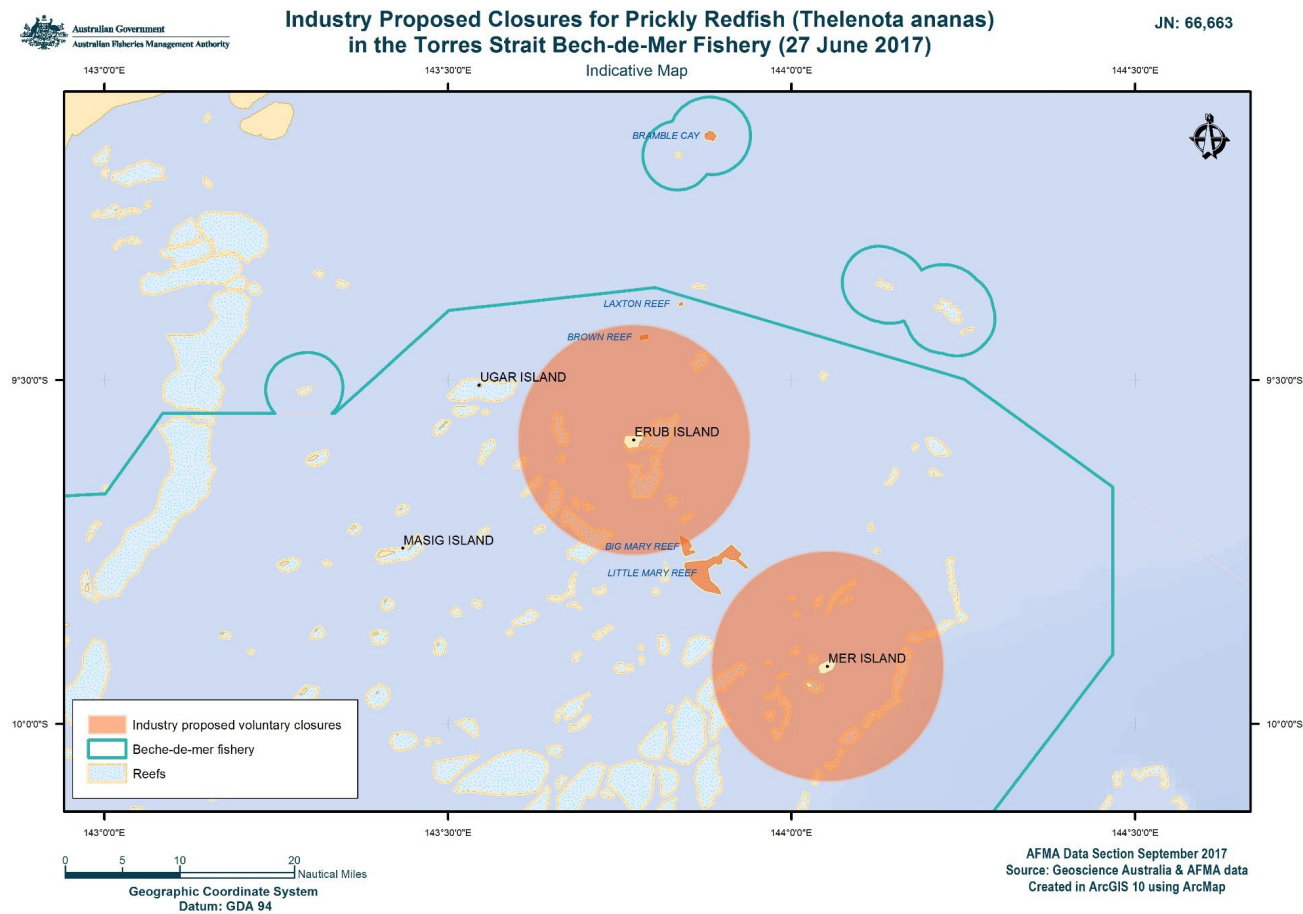 Australian Government
Australian Fisheries Management Authority
Industry Proposed Closures for Prickly Redfish (Thelenota ananas)
in the Torres Strait Bech-de-Mer Fishery (27 June 2017)
Indicative Map
JN: 66,663
143°0'0"E 143°30'0"E 144°0'0"E 144°30'0"E
BRAMBLE CAY
LAXTON REEF
BROWN REEF
9°30'0"S 9°30'0"S
UGAR ISLAND
ERUB ISLAND
MASIG ISLAND
BIG MARY REEF
LITTLE MARY REEF
MER ISLAND
10°0'0"S 10°0'0"S
Industry proposed voluntary closures
Beche-de-mer fishery
Reefs
143°0'0"E 143°30'0"E 144°0'0"E 144°30'0"E
0 5 10 20
Nautical Miles
Geographic Coordinate System
Datum: GDA 94
AFMA Data Section September 2017
Source: Geoscience Australia & AFMA data
Created in ArcGIS 10 using ArcMap